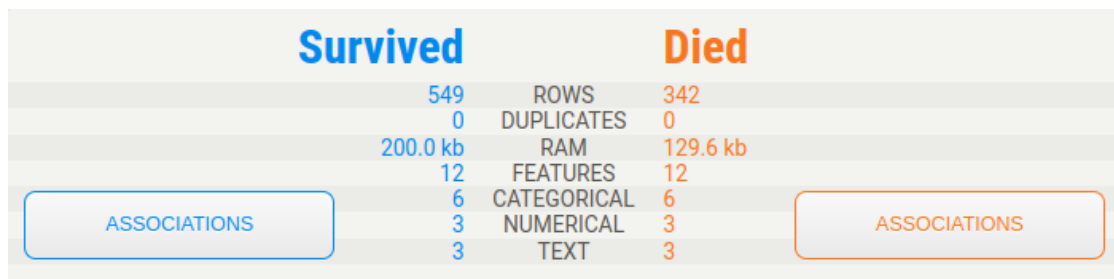 Survived Died
549 ROWS 342
0 DUPLICATES 0
200.0 kb RAM 129.6 kb
12 FEATURES 12
6 CATEGORICAL 6
ASSOCIATIONS 3 NUMERICAL 3 ASSOCIATIONS
3 TEXT 3